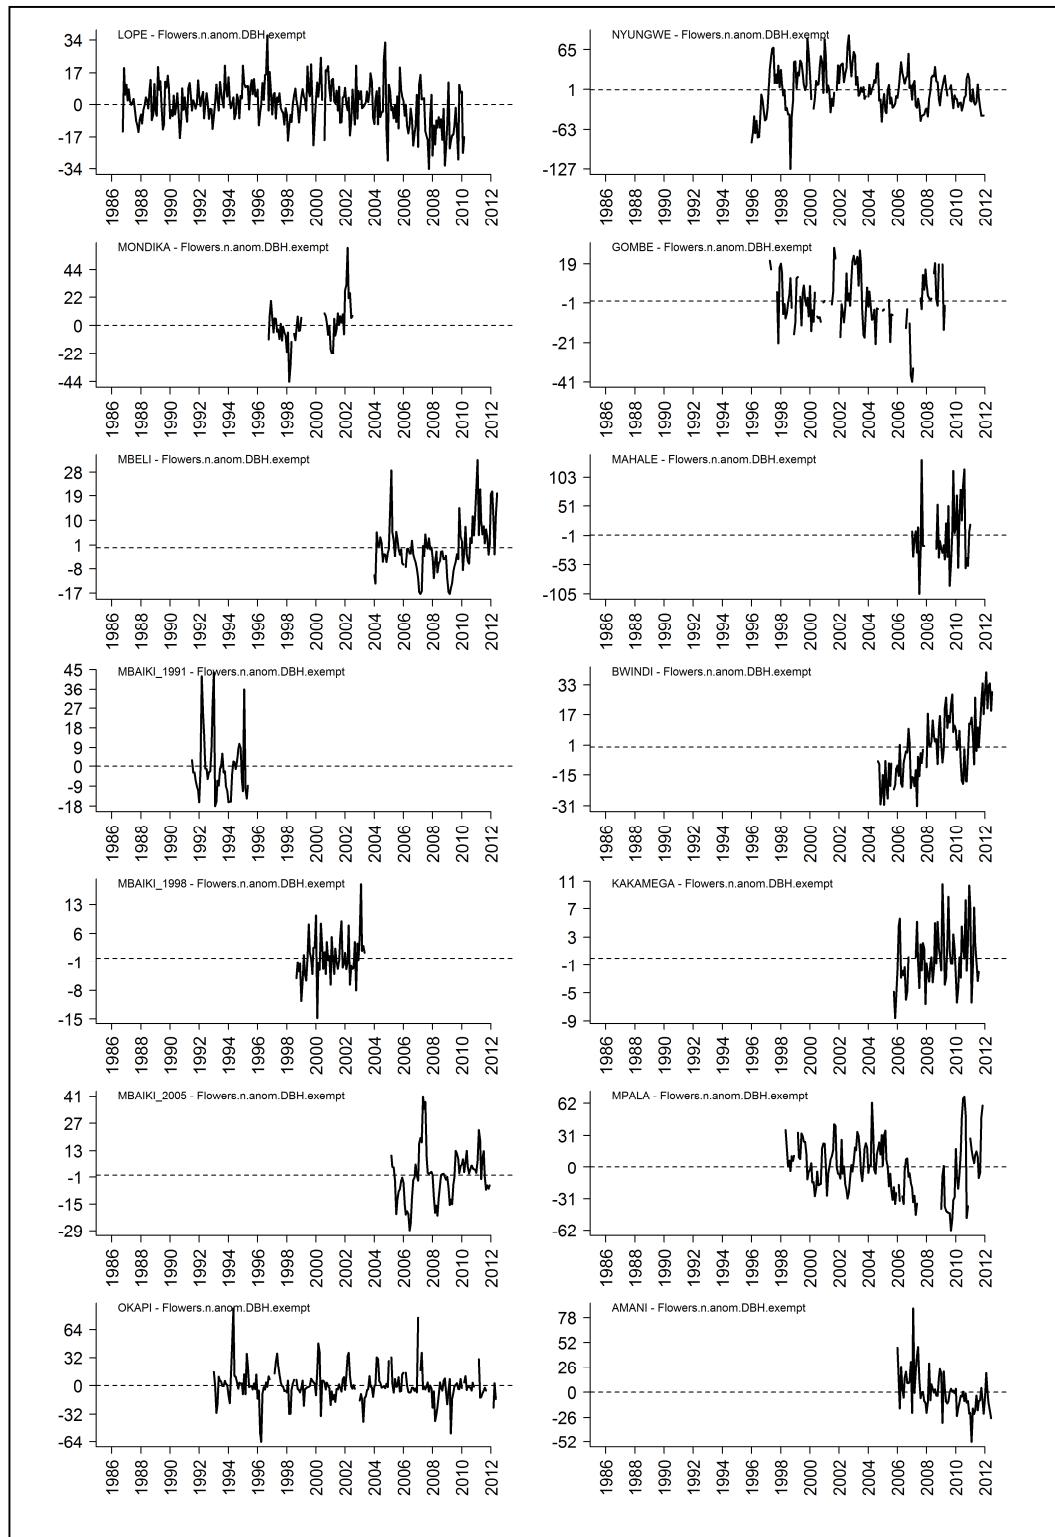 LOPE - Flowers.n.anom.DBH.exempt
34
17
0
-17
-34
1986 1988 1990 1992 1994 1996 1998 2000 2002 2004 2006 2008 2010 2012
NYUNGWE - Flowers.n.anom.DBH.exempt
65
1
-63
-127
1986 1988 1990 1992 1994 1996 1998 2000 2002 2004 2006 2008 2010 2012
MONDIKA - Flowers.n.anom.DBH.exempt
44
22
0
-22
-44
1986 1988 1990 1992 1994 1996 1998 2000 2002 2004 2006 2008 2010 2012
GOMBE - Flowers.n.anom.DBH.exempt
19
-1
-21
-41
1986 1988 1990 1992 1994 1996 1998 2000 2002 2004 2006 2008 2010 2012
MBELI - Flowers.n.anom.DBH.exempt
28
19
10
1
-8
-17
1986 1988 1990 1992 1994 1996 1998 2000 2002 2004 2006 2008 2010 2012
MAHALE - Flowers.n.anom.DBH.exempt
103
51
-1
-53
-105
1986 1988 1990 1992 1994 1996 1998 2000 2002 2004 2006 2008 2010 2012
MBAIKI_1991 - Flowers.n.anom.DBH.exempt
45
36
27
18
9
0
-9
-18
1986 1988 1990 1992 1994 1996 1998 2000 2002 2004 2006 2008 2010 2012
BWINDI - Flowers.n.anom.DBH.exempt
33
17
1
-15
-31
1986 1988 1990 1992 1994 1996 1998 2000 2002 2004 2006 2008 2010 2012
MBAIKI_1998 - Flowers.n.anom.DBH.exempt
13
6
-1
-8
-15
1986 1988 1990 1992 1994 1996 1998 2000 2002 2004 2006 2008 2010 2012
KAKAMEGA - Flowers.n.anom.DBH.exempt
11
7
3
-1
-5
-9
1986 1988 1990 1992 1994 1996 1998 2000 2002 2004 2006 2008 2010 2012
MBAIKI_2005 - Flowers.n.anom.DBH.exempt
41
27
13
-1
-15
-29
1986 1988 1990 1992 1994 1996 1998 2000 2002 2004 2006 2008 2010 2012
MPALA - Flowers.n.anom.DBH.exempt
62
31
0
-31
-62
1986 1988 1990 1992 1994 1996 1998 2000 2002 2004 2006 2008 2010 2012
OKAPI - Flowers.n.anom.DBH.exempt
64
32
0
-32
-64
1986 1988 1990 1992 1994 1996 1998 2000 2002 2004 2006 2008 2010 2012
AMANI - Flowers.n.anom.DBH.exempt
78
52
26
0
-26
-52
1986 1988 1990 1992 1994 1996 1998 2000 2002 2004 2006 2008 2010 2012